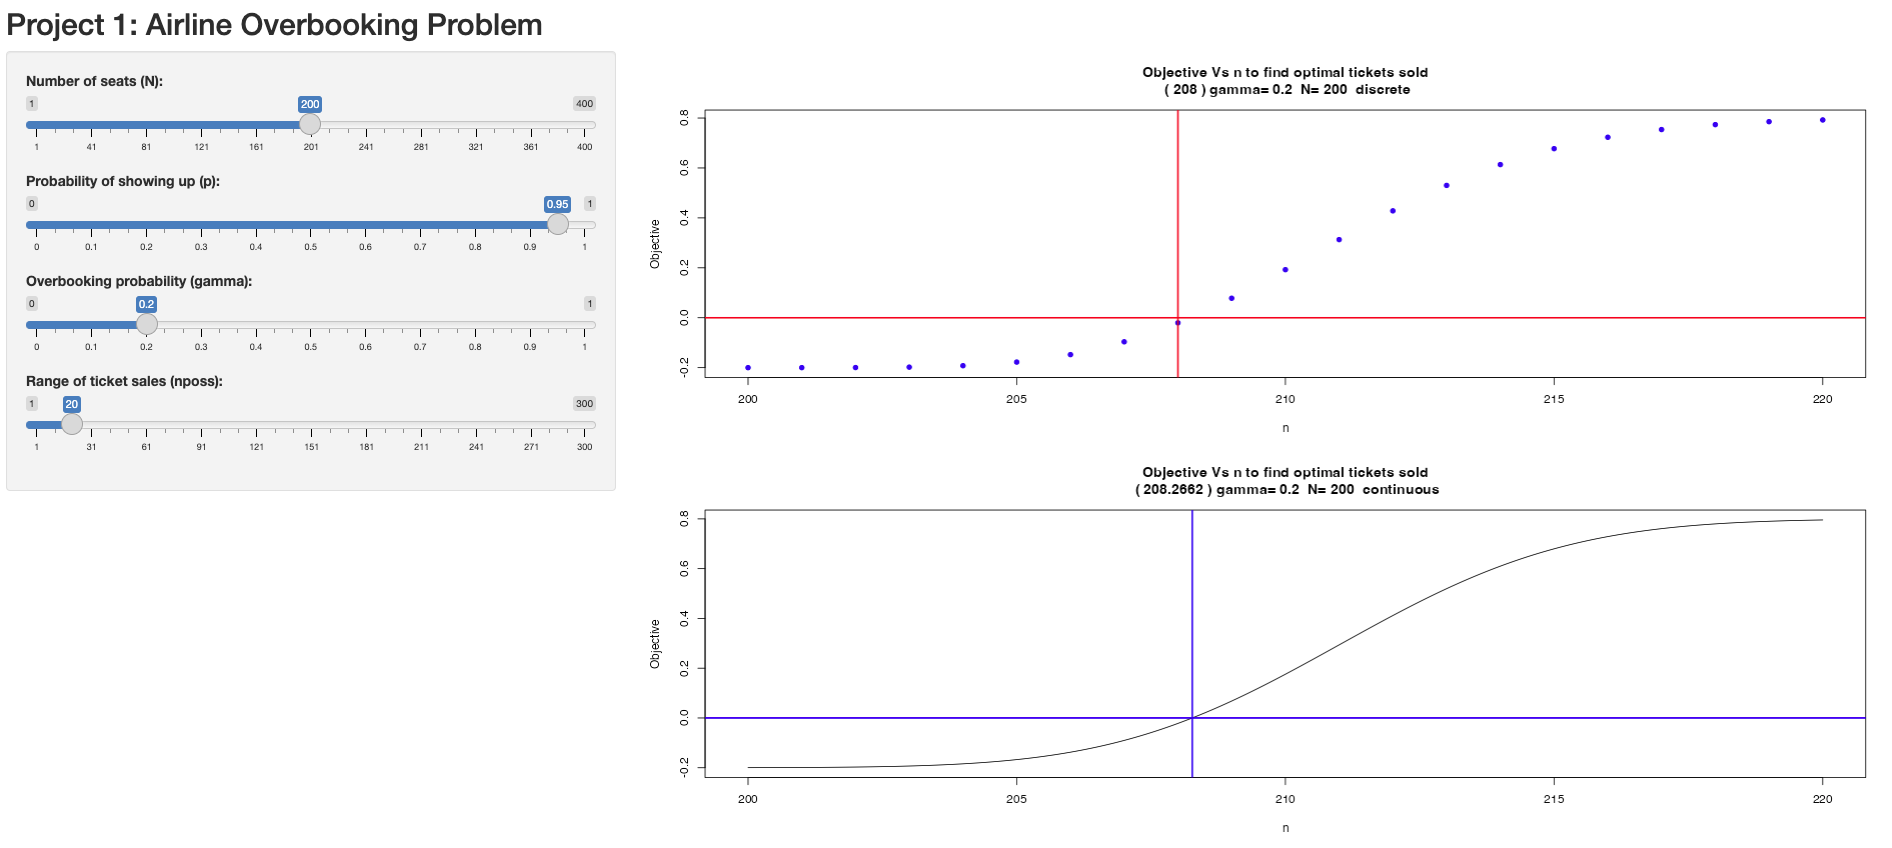 Project 1: Airline Overbooking Problem
Number of seats (N):
1 200 400
1 41 81 121 161 201 241 281 321 361 400
Probability of showing up (p):
0 0.95 1
0 0.1 0.2 0.3 0.4 0.5 0.6 0.7 0.8 0.9 1
Overbooking probability (gamma):
0 0.2 1
0 0.1 0.2 0.3 0.4 0.5 0.6 0.7 0.8 0.9 1
Range of ticket sales (nposs):
1 20 300
1 31 61 91 121 151 181 211 241 271 300
Objective Vs n to find optimal tickets sold
( 208 ) gamma= 0.2 N= 200 discrete
Objective
0.8
0.6
0.4
0.2
0.0
-0.2
200 205 210 215 220
n
Objective Vs n to find optimal tickets sold
( 208.2662 ) gamma= 0.2 N= 200 continuous
Objective
0.8
0.6
0.4
0.2
0.0
-0.2
200 205 210 215 220
n